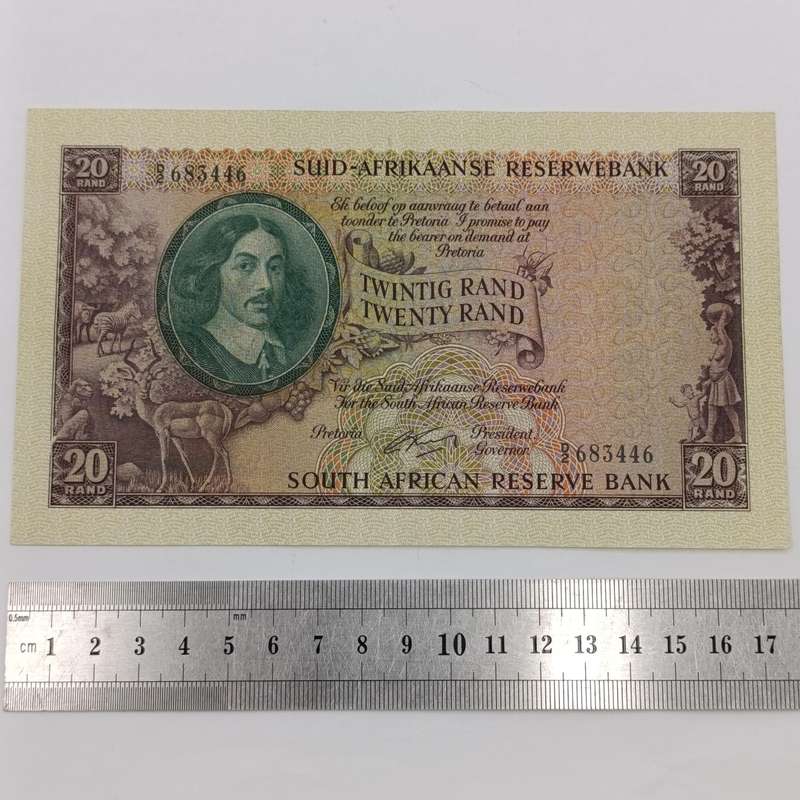 20
RAND
D/2 683446
SUID-AFRIKAANSE RESERWEBANK
20
RAND
Ek beloof op aanvraag te betaal aan
toonder te Pretoria I promise to pay
the bearer on demand at
Pretoria
TWINTIG RAND
TWENTY RAND
Vir die Suid-Afrikaanse Reserwebank
For the South African Reserve Bank
Pretoria
President.
Governor.
D/2 683446
20
RAND
SOUTH AFRICAN RESERVE BANK
20
RAND
0.5mm
mm
cm 1 2 3 4 5 6 7 8 9 10 11 12 13 14 15 16 17